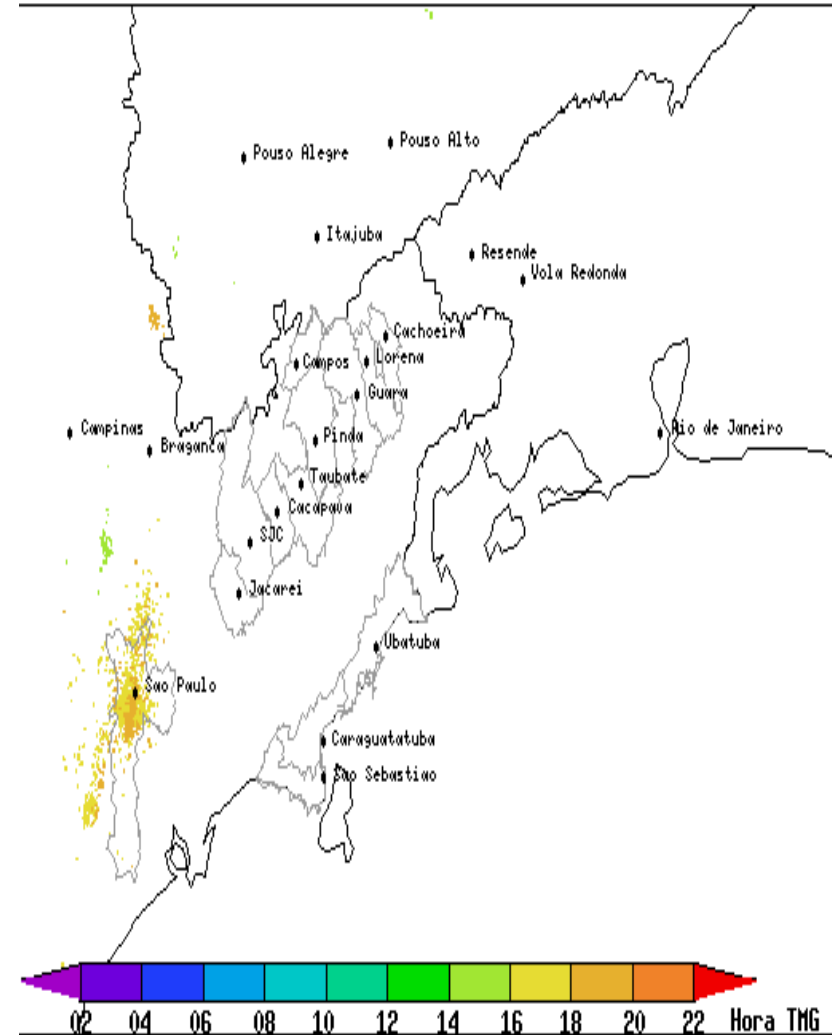 Pouso Alto
Pouso Alegre
Itajuba
Resende
Vola Redonda
Cachoeira
Campos
Lorena
Guara
Campinas
Rio de Janeiro
Braganca
Pinda
Taubate
Cacapava
SJC
Jacarei
Ubatuba
Sao Paulo
Caraguatatuba
Sao Sebastiao
02 04 06 08 10 12 14 16 18 20 22 Hora TMG